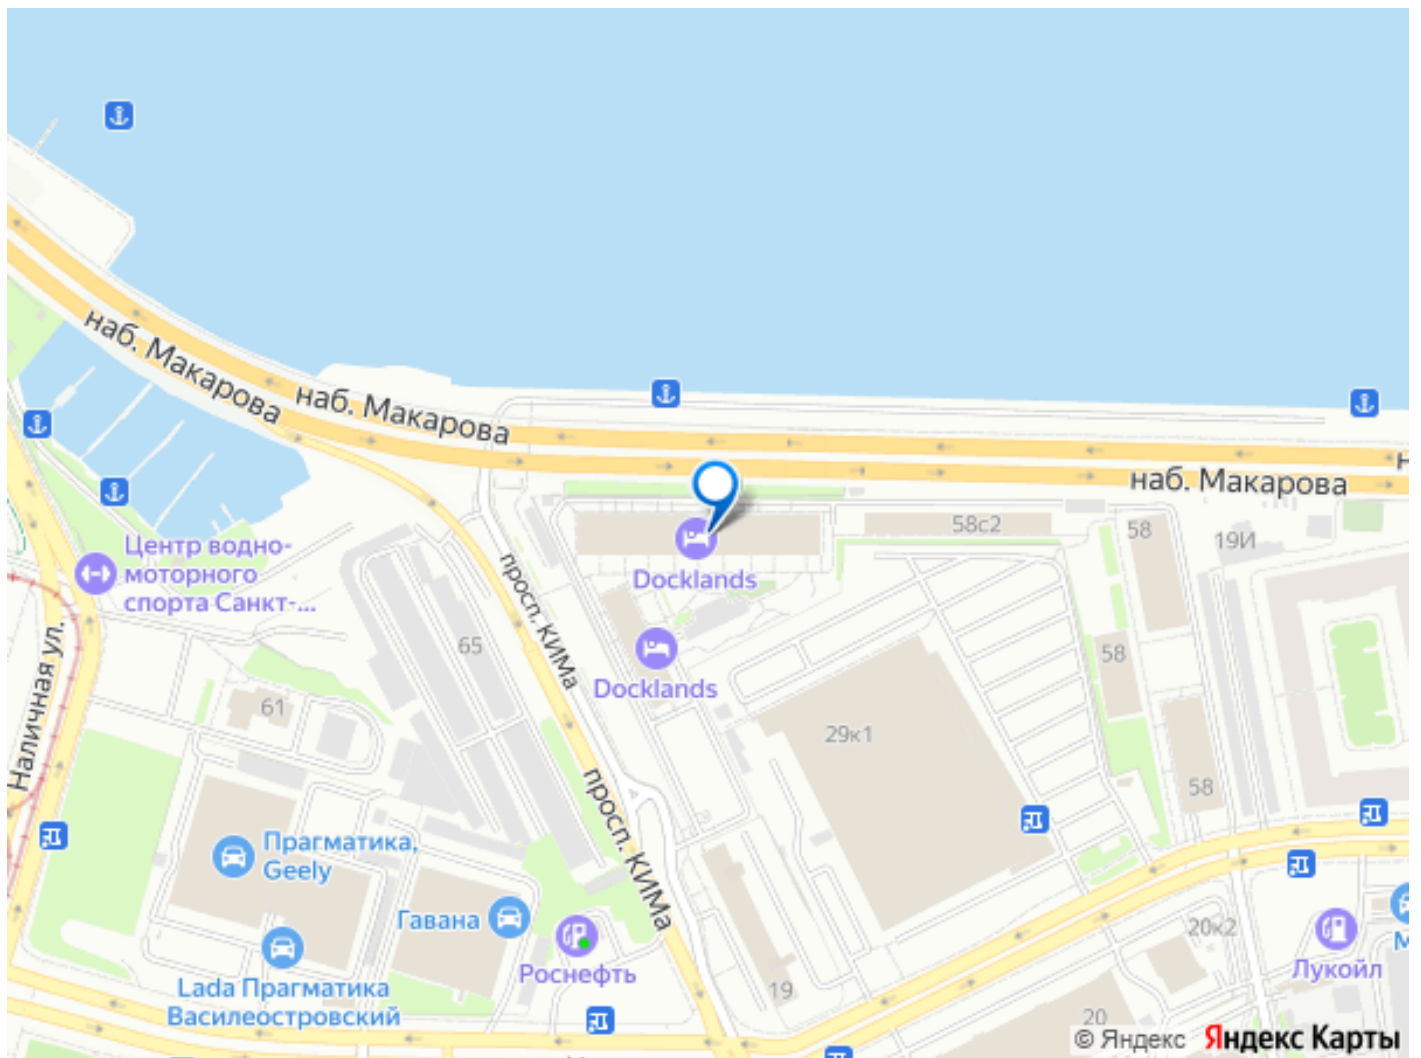 наб. Макарова
наб. Макарова
наб. Макарова
58с2
58
19И
Центр водно-
моторного
спорта Санкт-...
Docklands
просп. КИМа
65
58
Docklands
Наличная ул.
61
29к1
58
просп. КИМа
Прагматика,
Geely
Гавана
20к2
Роснефть
Лукойл
Lada Прагматика
Василеостровский
19
20
© Яндекс Яндекс Карты